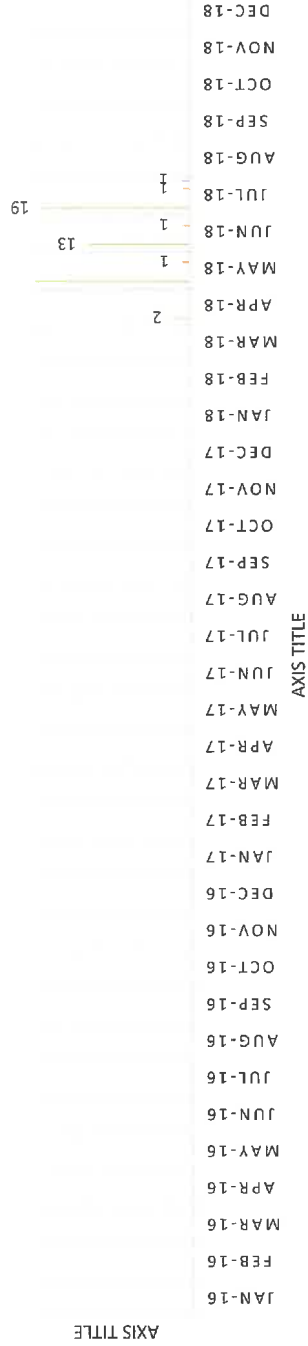 AXIS TITLE
2
1
13
1
19
1
1
JAN-16
FEB-16
MAR-16
APR-16
MAY-16
JUN-16
JUL-16
AUG-16
SEP-16
OCT-16
NOV-16
DEC-16
JAN-17
FEB-17
MAR-17
APR-17
MAY-17
JUN-17
JUL-17
AUG-17
SEP-17
OCT-17
NOV-17
DEC-17
JAN-18
FEB-18
MAR-18
APR-18
MAY-18
JUN-18
JUL-18
AUG-18
SEP-18
OCT-18
NOV-18
DEC-18
AXIS TITLE